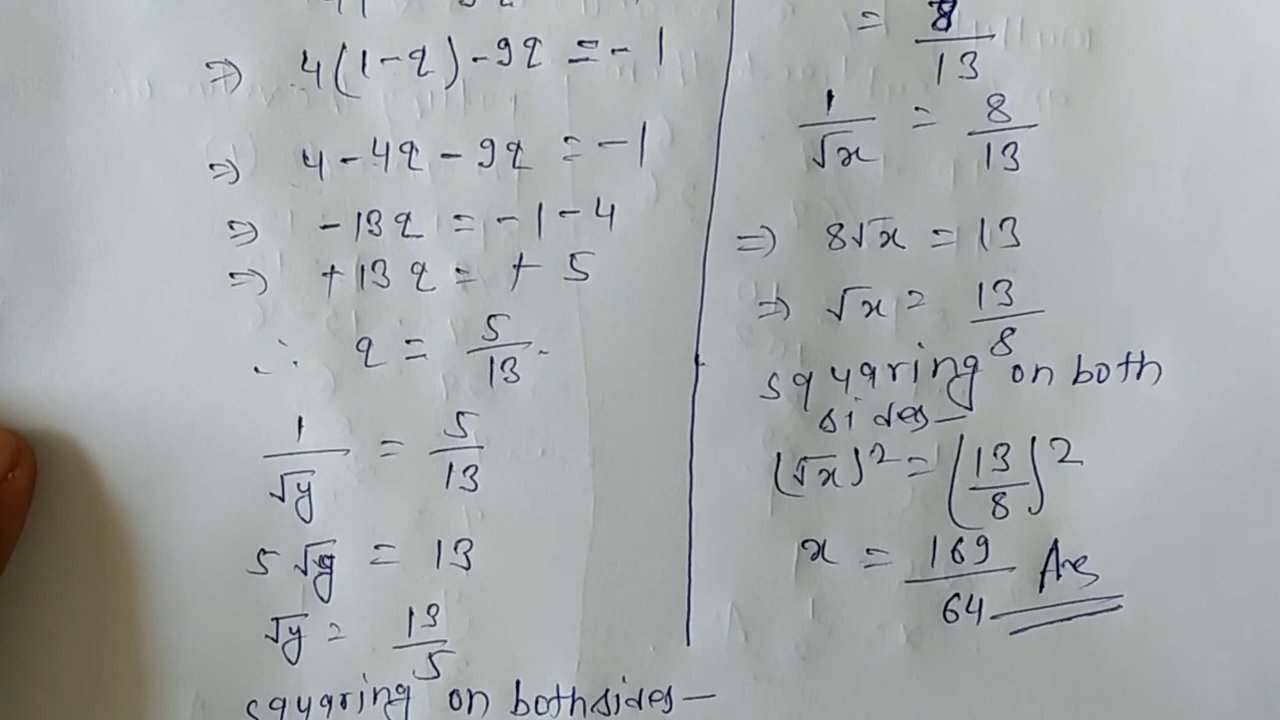 ⇒ 4(1-q)-9q = -1
⇒ 4-4q-9q = -1
⇒ -13q = -1-4
⇒ +13q = +5
∴ q = 5/13.
1/√y = 5/13
5√y = 13
√y = 13/5
squaring on bothsides—
= 8/13
1/√x = 8/13
⇒ 8√x = 13
⇒ √x = 13/8
squaring on both
sides—
(√x)² = (13/8)²
x = 169/64 Ans